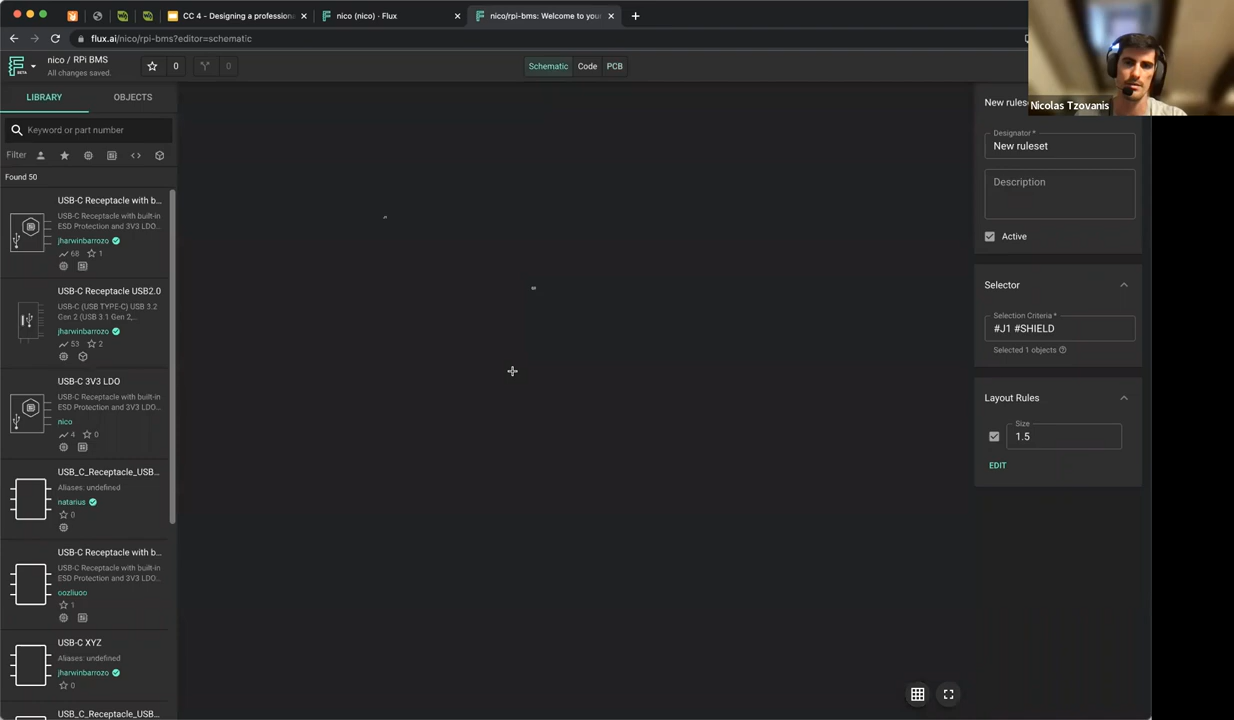 CC 4 - Designing a professiona
nico (nico) · Flux
nico/rpi-bms: Welcome to your
flux.ai/nico/rpi-bms?editor=schematic
BETA
nico / RPi BMS
All changes saved.
0
0
Schematic
Code
PCB
Nicolas Tzovanis
LIBRARY
OBJECTS
Keyword or part number
Filter
Found 50
USB-C Receptacle with b...
USB-C Receptacle with built-in
ESD Protection and 3V3 LDO...
jharwinbarrozo
68
1
USB-C Receptacle USB2.0
USB-C (USB TYPE-C) USB 3.2
Gen 2 (USB 3.1 Gen 2,...
jharwinbarrozo
53
2
USB-C 3V3 LDO
USB-C Receptacle with built-in
ESD Protection and 3V3 LDO...
nico
4
0
USB_C_Receptacle_USB...
Aliases: undefined
natarius
0
USB-C Receptacle with b...
USB-C Receptacle with built-in
ESD Protection and 3V3 LDO...
oozliuoo
1
USB-C XYZ
Aliases: undefined
jharwinbarrozo
0
USB_C_Receptacle_USB...
New rules
Designator *
New ruleset
Description
Active
Selector
Selection Criteria *
#J1 #SHIELD
Selected 1 objects
Layout Rules
Size
1.5
EDIT